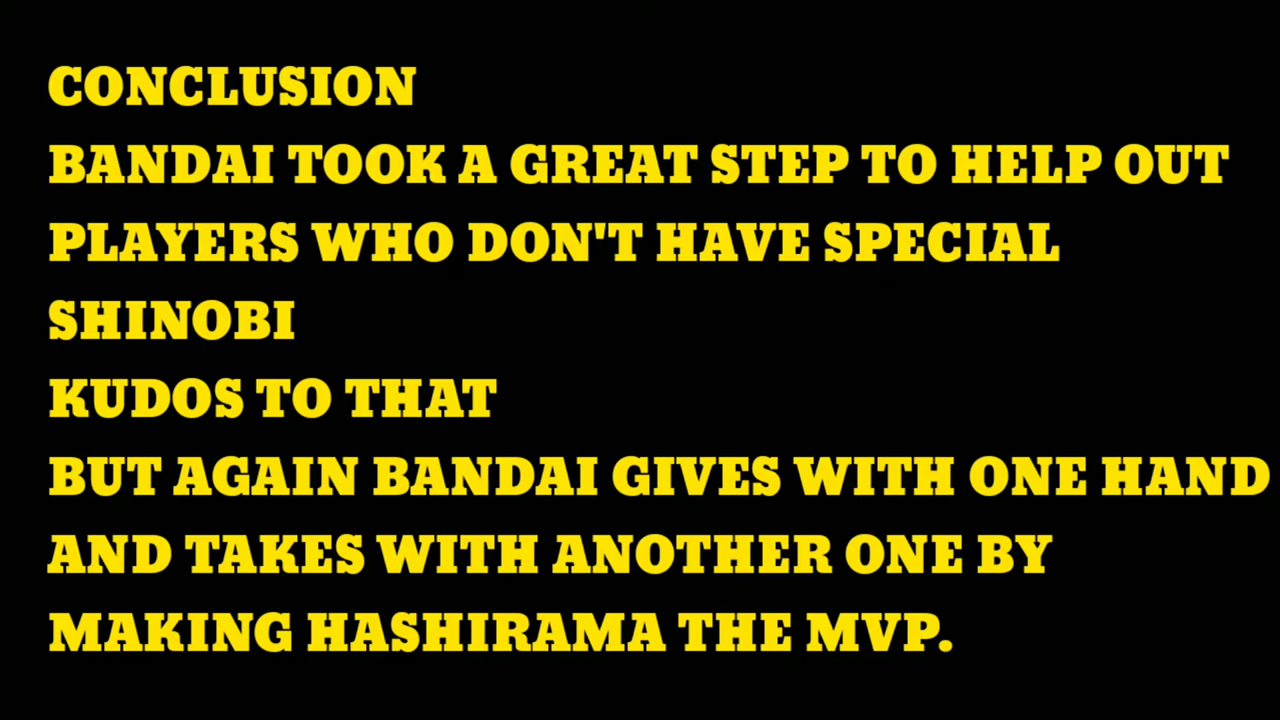 CONCLUSION
BANDAI TOOK A GREAT STEP TO HELP OUT
PLAYERS WHO DON'T HAVE SPECIAL
SHINOBI
KUDOS TO THAT
BUT AGAIN BANDAI GIVES WITH ONE HAND
AND TAKES WITH ANOTHER ONE BY
MAKING HASHIRAMA THE MVP.